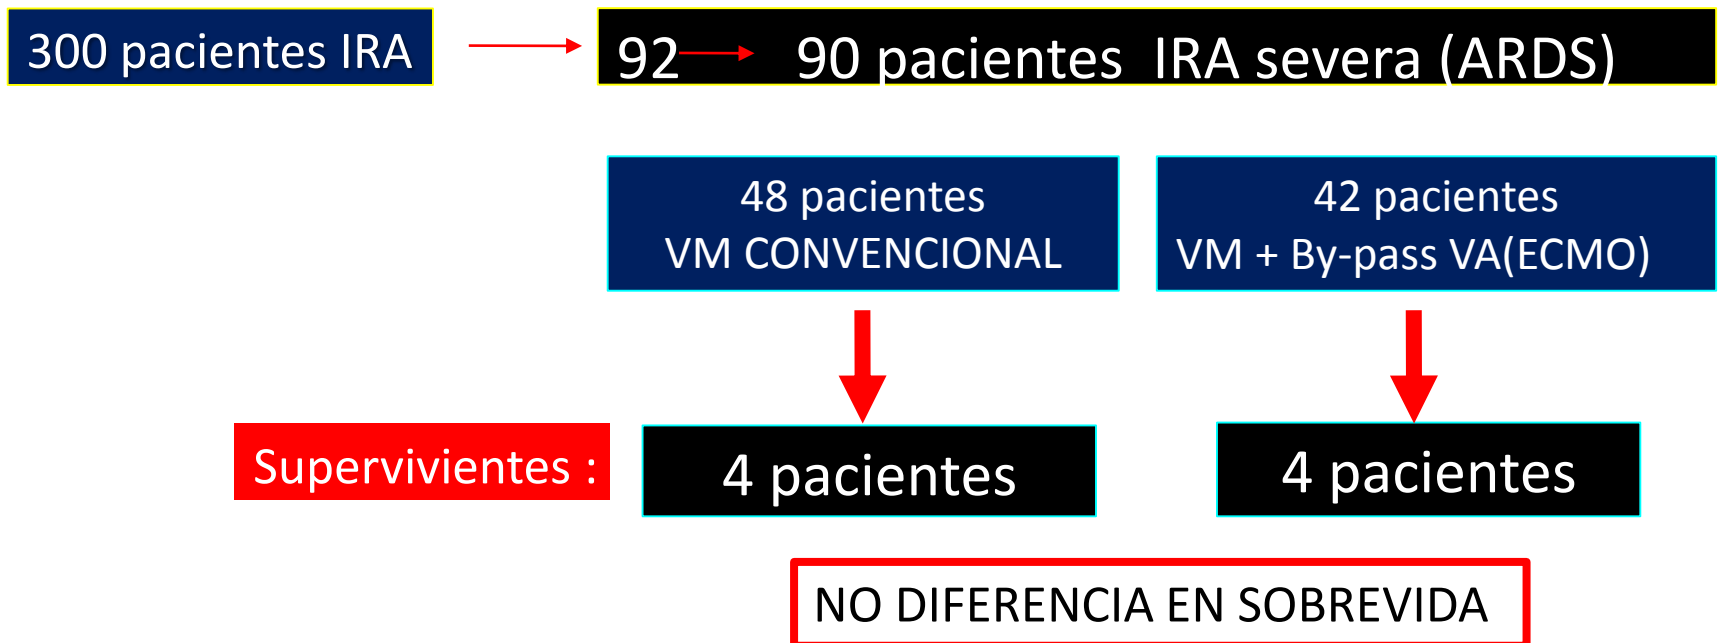 300 pacientes IRA
92 90 pacientes IRA severa (ARDS)
48 pacientes
VM CONVENCIONAL
42 pacientes
VM + By-pass VA(ECMO)
Supervivientes :
4 pacientes
4 pacientes
NO DIFERENCIA EN SOBREVIDA